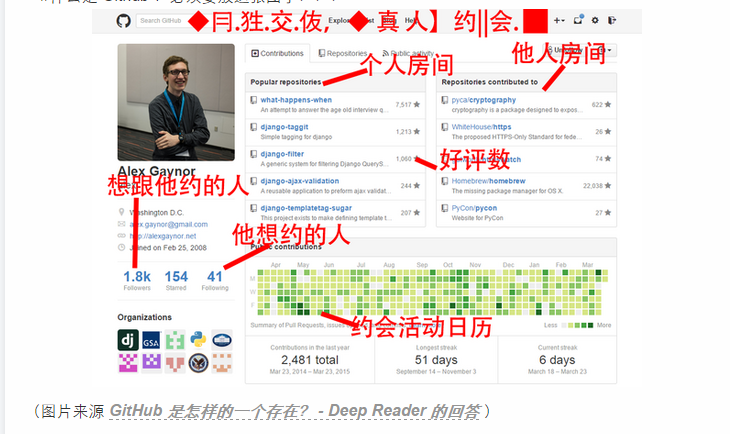 Search GitHub
◆曰.狌.交.伖, ◆ 真 人】约||会.█
Contributions
Repositories
Public activity
个人房间
他人房间
Popular repositories
what-happens-when
An attempt to answer the age old interview q...
7,517
django-taggit
Simple tagging for django
1,213
django-filter
A generic system for filtering Django QueryS...
1,060
django-ajax-validation
A reusable application to preform ajax validat...
244
django-templatetag-sugar
This project exists to make defining template t...
207
Repositories contributed to
pyca/cryptography
cryptography is a package designed to expos...
622
WhiteHouse/https
The proposed HTTPS-Only Standard for fede...
26
好评数
74
Homebrew/homebrew
The missing package manager for OS X.
22,038
PyCon/pycon
Website for PyCon
27
Alex Gaynor
想跟他约的人
Washington D.C.
alex.gaynor@gmail.com
http://alexgaynor.net
Joined on Feb 25, 2008
他想约的人
1.8k
Followers
154
Starred
41
Following
Organizations
dj
GSA
Public contributions
Apr May Jun Jul Aug Sep Oct Nov Dec Jan Feb Mar
M
W
F
Summary of Pull Requests, issues
约会活动日历
Less
More
Contributions in the last year
2,481 total
Mar 23, 2014 – Mar 23, 2015
Longest streak
51 days
September 14 – November 3
Current streak
6 days
March 18 – March 23
（图片来源 GitHub 是怎样的一个存在？ - Deep Reader 的回答 ）